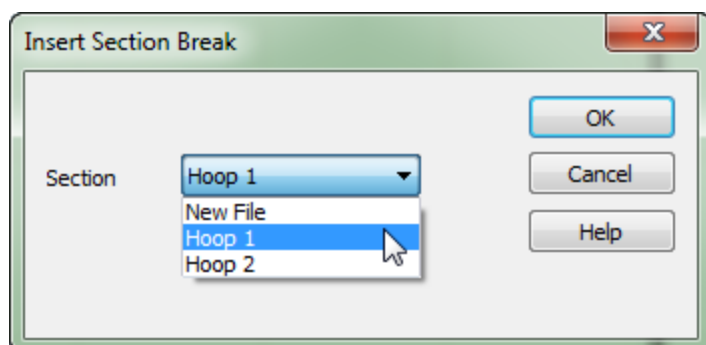 Insert Section Break
OK
Section
Hoop 1
Cancel
New File
Hoop 1
Hoop 2
Help